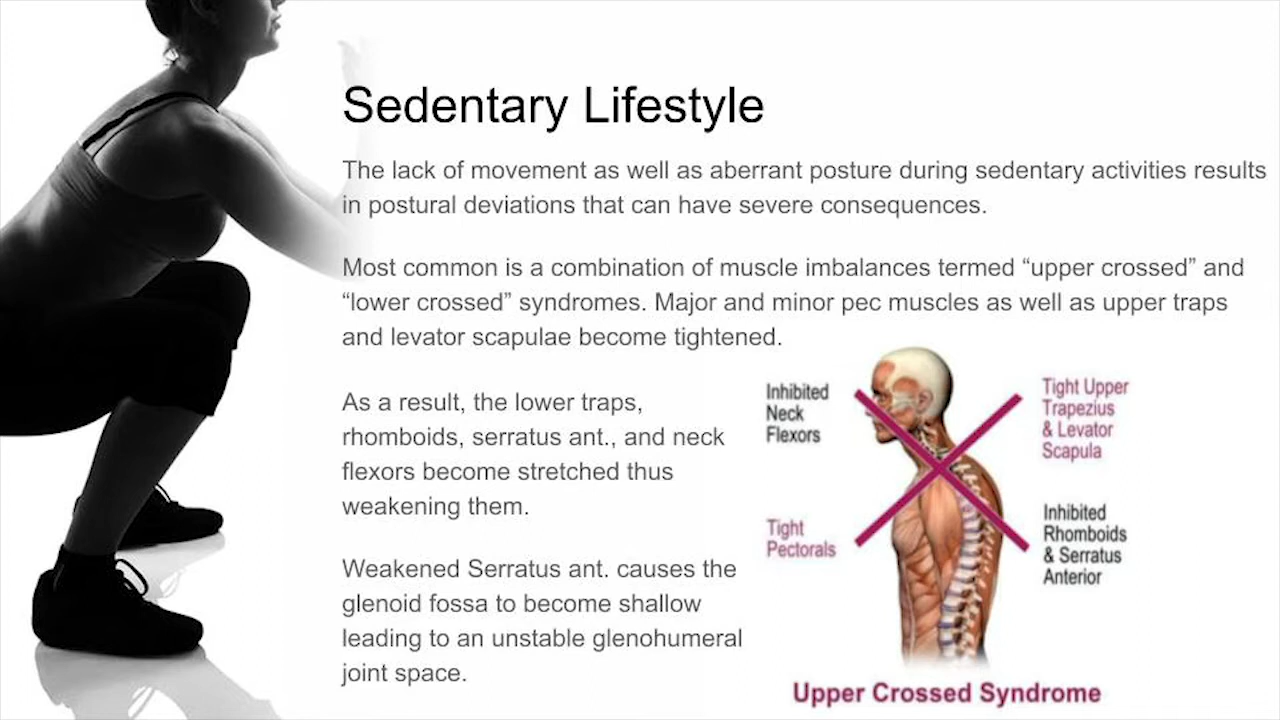 Sedentary Lifestyle
The lack of movement as well as aberrant posture during sedentary activities results
in postural deviations that can have severe consequences.
Most common is a combination of muscle imbalances termed “upper crossed” and
“lower crossed” syndromes. Major and minor pec muscles as well as upper traps
and levator scapulae become tightened.
As a result, the lower traps,
rhomboids, serratus ant., and neck
flexors become stretched thus
weakening them.
Weakened Serratus ant. causes the
glenoid fossa to become shallow
leading to an unstable glenohumeral
joint space.
Inhibited
Neck
Flexors
Tight Upper
Trapezius
& Levator
Scapula
Tight
Pectorals
Inhibited
Rhomboids
& Serratus
Anterior
Upper Crossed Syndrome